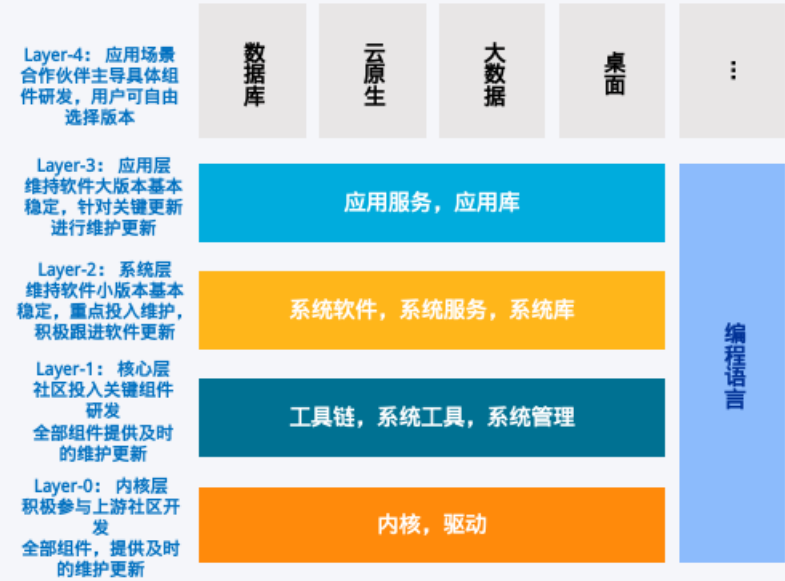 Layer-4： 应用场景
合作伙伴主导具体组
件研发，用户可自由
选择版本
数据库
云原生
大数据
桌面
...
Layer-3： 应用层
维持软件大版本基本
稳定，针对关键更新
进行维护更新
应用服务，应用库
Layer-2： 系统层
维持软件小版本基本
稳定，重点投入维护，
积极跟进软件更新
系统软件，系统服务，系统库
Layer-1： 核心层
社区投入关键组件
研发
全部组件提供及时
的维护更新
工具链，系统工具，系统管理
Layer-0： 内核层
积极参与上游社区开
发
全部组件，提供及时
的维护更新
内核，驱动
编程语言